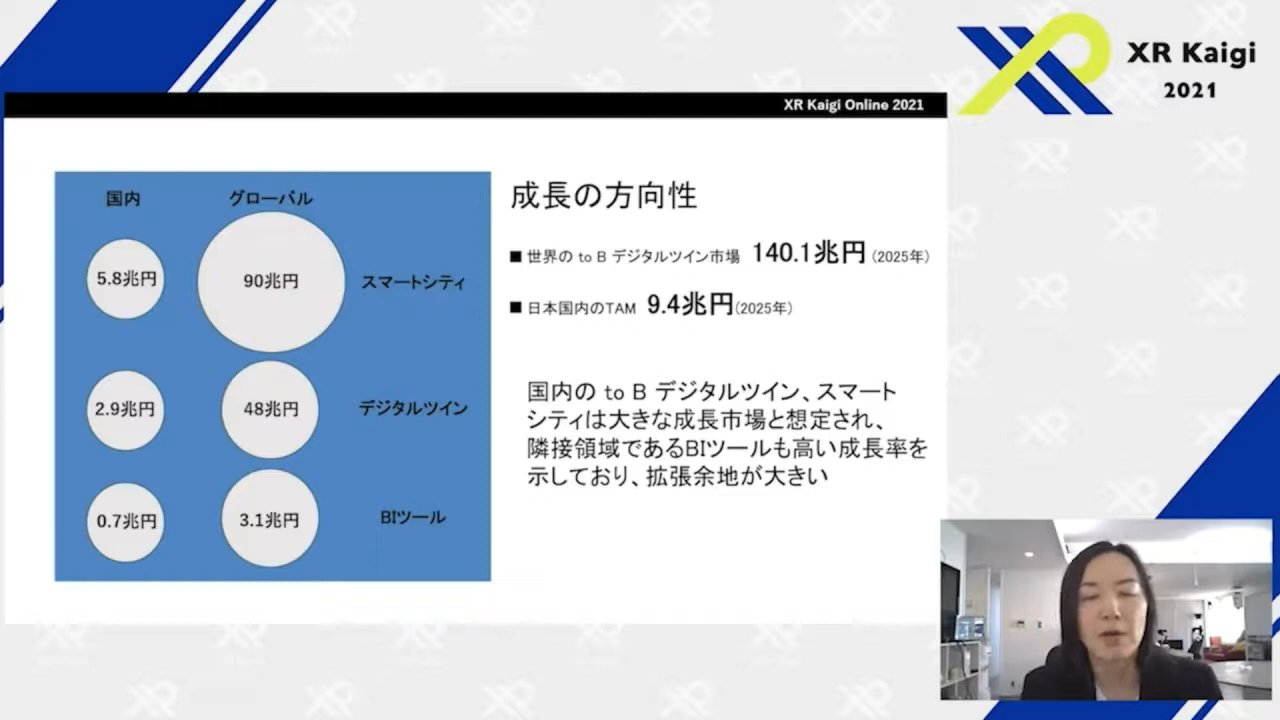 XR Kaigi
2021
XR Kaigi Online 2021
国内
グローバル
5.8兆円
90兆円
スマートシティ
2.9兆円
48兆円
デジタルツイン
0.7兆円
3.1兆円
BIツール
成長の方向性
■ 世界の to B デジタルツイン市場 140.1兆円 (2025年)
■ 日本国内のTAM 9.4兆円(2025年)
国内の to B デジタルツイン、スマート
シティは大きな成長市場と想定され、
隣接領域であるBIツールも高い成長率を
示しており、拡張余地が大きい